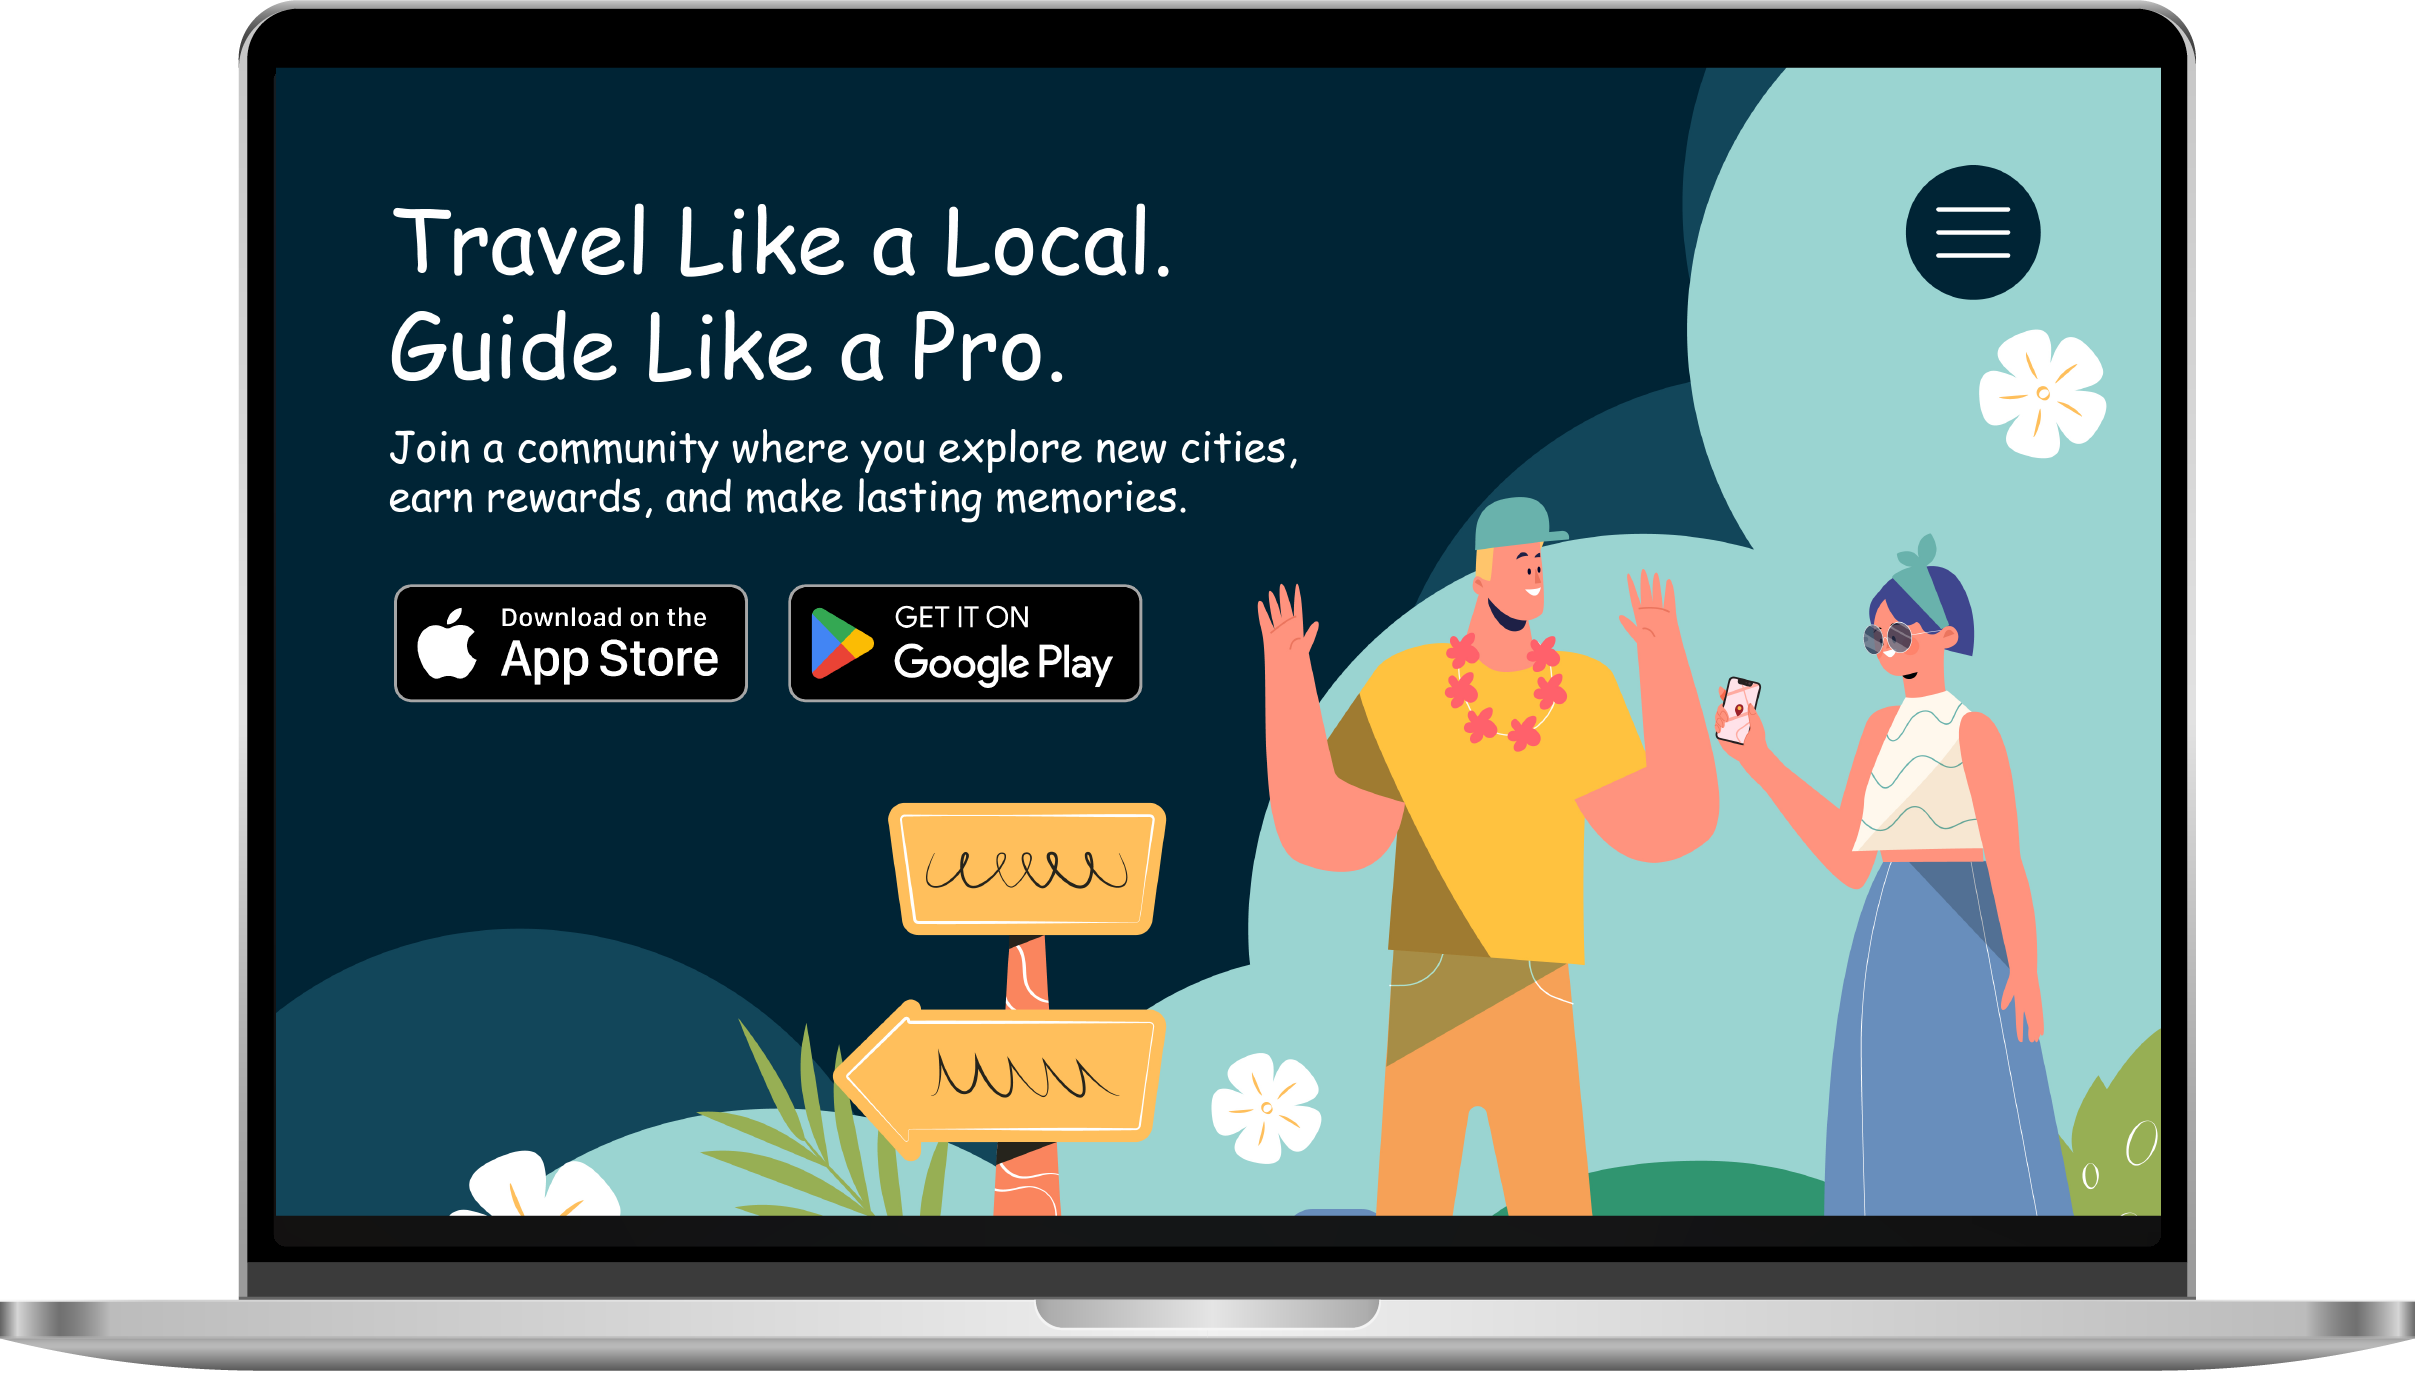 Travel Like a Local.
Guide Like a Pro.
Join a community where you explore new cities,
earn rewards, and make lasting memories.
Download on the
App Store
GET IT ON
Google Play